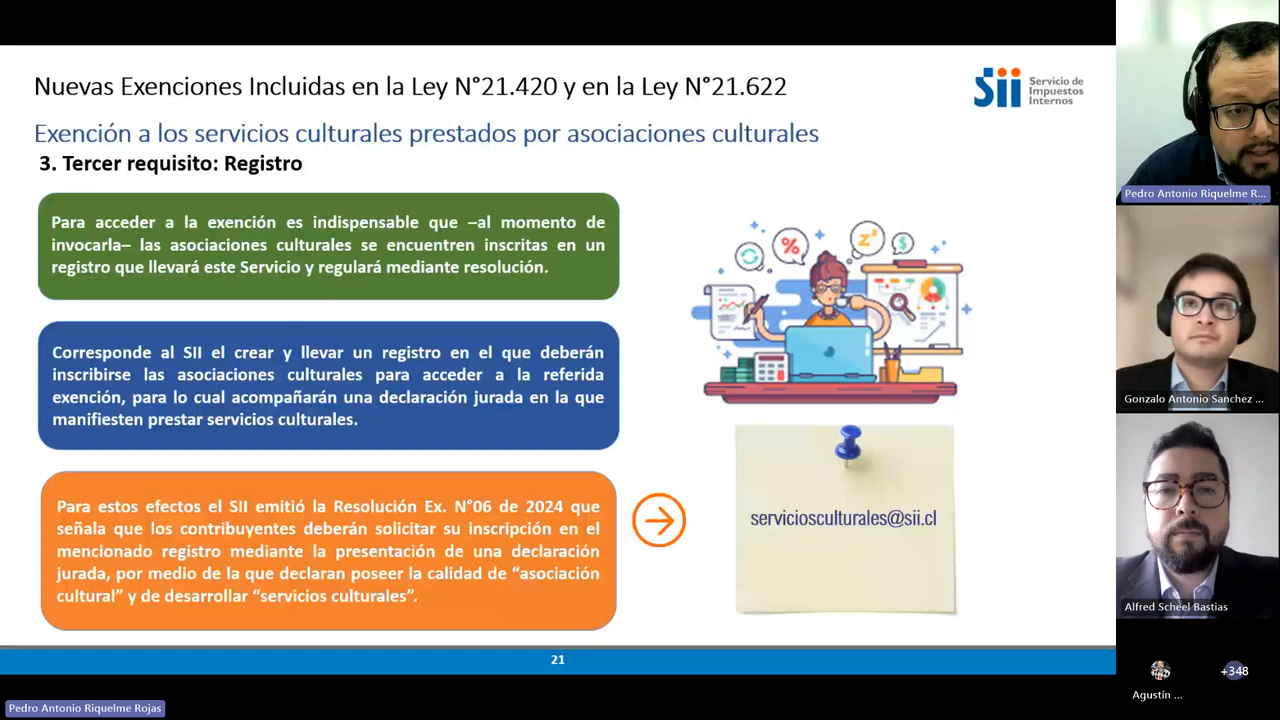 Nuevas Exenciones Incluidas en la Ley N°21.420 y en la Ley N°21.622
sii Servicio de
Impuestos
Internos
Exención a los servicios culturales prestados por asociaciones culturales
3. Tercer requisito: Registro
Para acceder a la exención es indispensable que –al momento de
invocarla– las asociaciones culturales se encuentren inscritas en un
registro que llevará este Servicio y regulará mediante resolución.
Corresponde al SII el crear y llevar un registro en el que deberán
inscribirse las asociaciones culturales para acceder a la referida
exención, para lo cual acompañarán una declaración jurada en la que
manifiesten prestar servicios culturales.
Para estos efectos el SII emitió la Resolución Ex. N°06 de 2024 que
señala que los contribuyentes deberán solicitar su inscripción en el
mencionado registro mediante la presentación de una declaración
jurada, por medio de la que declaran poseer la calidad de “asociación
cultural” y de desarrollar “servicios culturales”.
%
z z
$
serviciosculturales@sii.cl
21
Pedro Antonio Riquelme Rojas
Pedro Antonio Riquelme R...
Gonzalo Antonio Sanchez ...
Alfred Scheel Bastias
Agustín ...
+348